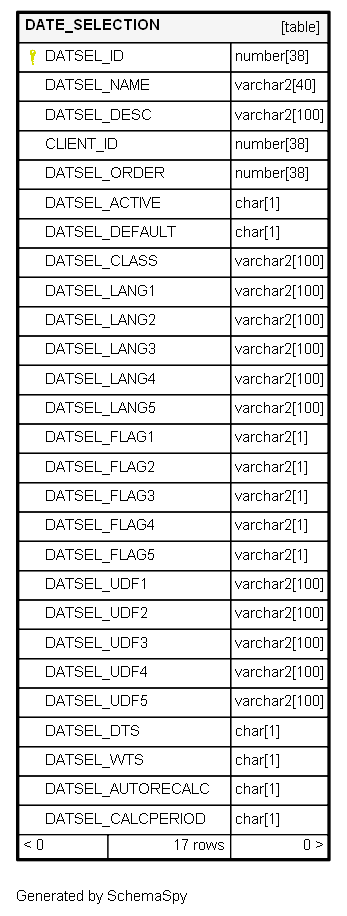 DATE_SELECTION [table]
DATSEL_ID number[38]
DATSEL_NAME varchar2[40]
DATSEL_DESC varchar2[100]
CLIENT_ID number[38]
DATSEL_ORDER number[38]
DATSEL_ACTIVE char[1]
DATSEL_DEFAULT char[1]
DATSEL_CLASS varchar2[100]
DATSEL_LANG1 varchar2[100]
DATSEL_LANG2 varchar2[100]
DATSEL_LANG3 varchar2[100]
DATSEL_LANG4 varchar2[100]
DATSEL_LANG5 varchar2[100]
DATSEL_FLAG1 varchar2[1]
DATSEL_FLAG2 varchar2[1]
DATSEL_FLAG3 varchar2[1]
DATSEL_FLAG4 varchar2[1]
DATSEL_FLAG5 varchar2[1]
DATSEL_UDF1 varchar2[100]
DATSEL_UDF2 varchar2[100]
DATSEL_UDF3 varchar2[100]
DATSEL_UDF4 varchar2[100]
DATSEL_UDF5 varchar2[100]
DATSEL_DTS char[1]
DATSEL_WTS char[1]
DATSEL_AUTORECALC char[1]
DATSEL_CALCPERIOD char[1]
< 0 17 rows 0 >
Generated by SchemaSpy